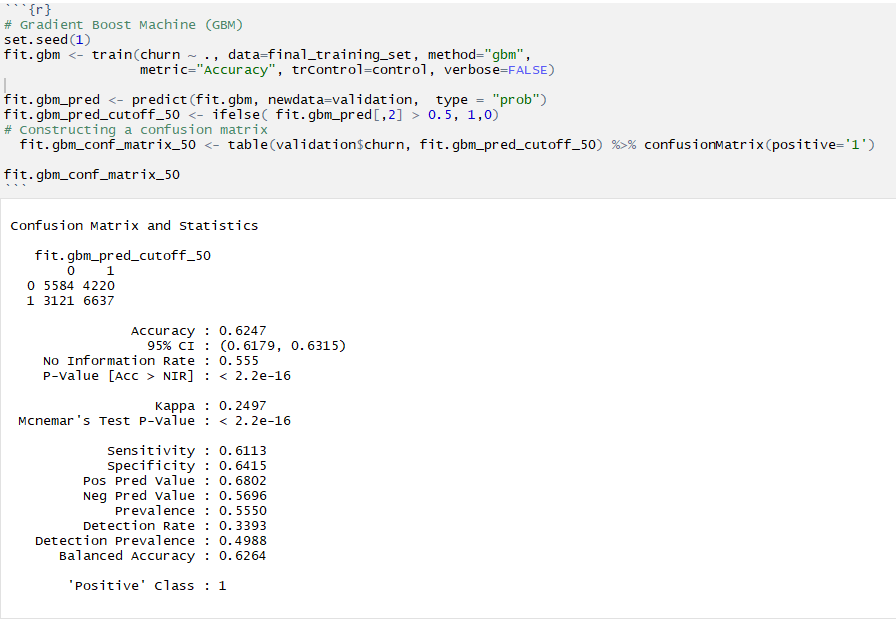 ```{r}
# Gradient Boost Machine (GBM)
set.seed(1)
fit.gbm <- train(churn ~ ., data=final_training_set, method="gbm",
metric="Accuracy", trControl=control, verbose=FALSE)
fit.gbm_pred <- predict(fit.gbm, newdata=validation,  type = "prob")
fit.gbm_pred_cutoff_50 <- ifelse( fit.gbm_pred[,2] > 0.5, 1,0)
# Constructing a confusion matrix
fit.gbm_conf_matrix_50 <- table(validation$churn, fit.gbm_pred_cutoff_50) %>% confusionMatrix(positive='1')
fit.gbm_conf_matrix_50
```
Confusion Matrix and Statistics
fit.gbm_pred_cutoff_50
0 1
0 5584 4220
1 3121 6637
Accuracy : 0.6247
95% CI : (0.6179, 0.6315)
No Information Rate : 0.555
P-Value [Acc > NIR] : < 2.2e-16
Kappa : 0.2497
Mcnemar's Test P-Value : < 2.2e-16
Sensitivity : 0.6113
Specificity : 0.6415
Pos Pred Value : 0.6802
Neg Pred Value : 0.5696
Prevalence : 0.5550
Detection Rate : 0.3393
Detection Prevalence : 0.4988
Balanced Accuracy : 0.6264
'Positive' Class : 1